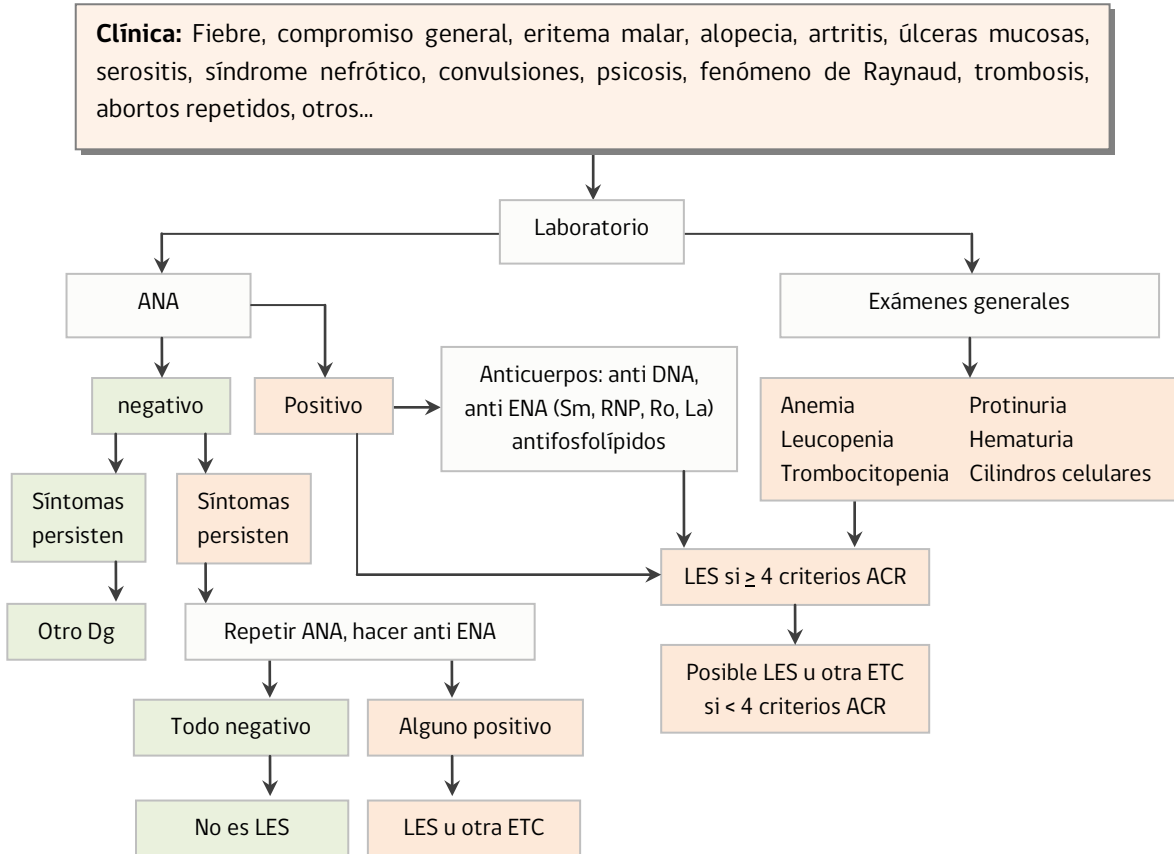 Clínica: Fiebre, compromiso general, eritema malar, alopecia, artritis, úlceras mucosas,
serositis, síndrome nefrótico, convulsiones, psicosis, fenómeno de Raynaud, trombosis,
abortos repetidos, otros...
Laboratorio
ANA
Exámenes generales
negativo
Positivo
Anticuerpos: anti DNA,
anti ENA (Sm, RNP, Ro, La)
antifosfolípidos
Anemia
Leucopenia
Trombocitopenia
Protinuria
Hematuria
Cilindros celulares
Síntomas
persisten
Síntomas
persisten
LES si ≥ 4 criterios ACR
Otro Dg
Repetir ANA, hacer anti ENA
Posible LES u otra ETC
si < 4 criterios ACR
Todo negativo
Alguno positivo
No es LES
LES u otra ETC